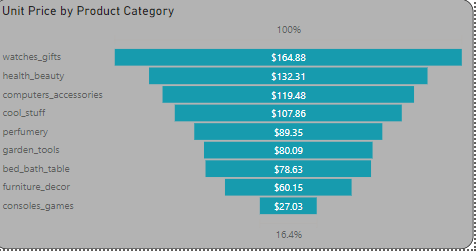 Unit Price by Product Category
100%
watches_gifts $164.88
health_beauty $132.31
computers_accessories $119.48
cool_stuff $107.86
perfumery $89.35
garden_tools $80.09
bed_bath_table $78.63
furniture_decor $60.15
consoles_games $27.03
16.4%